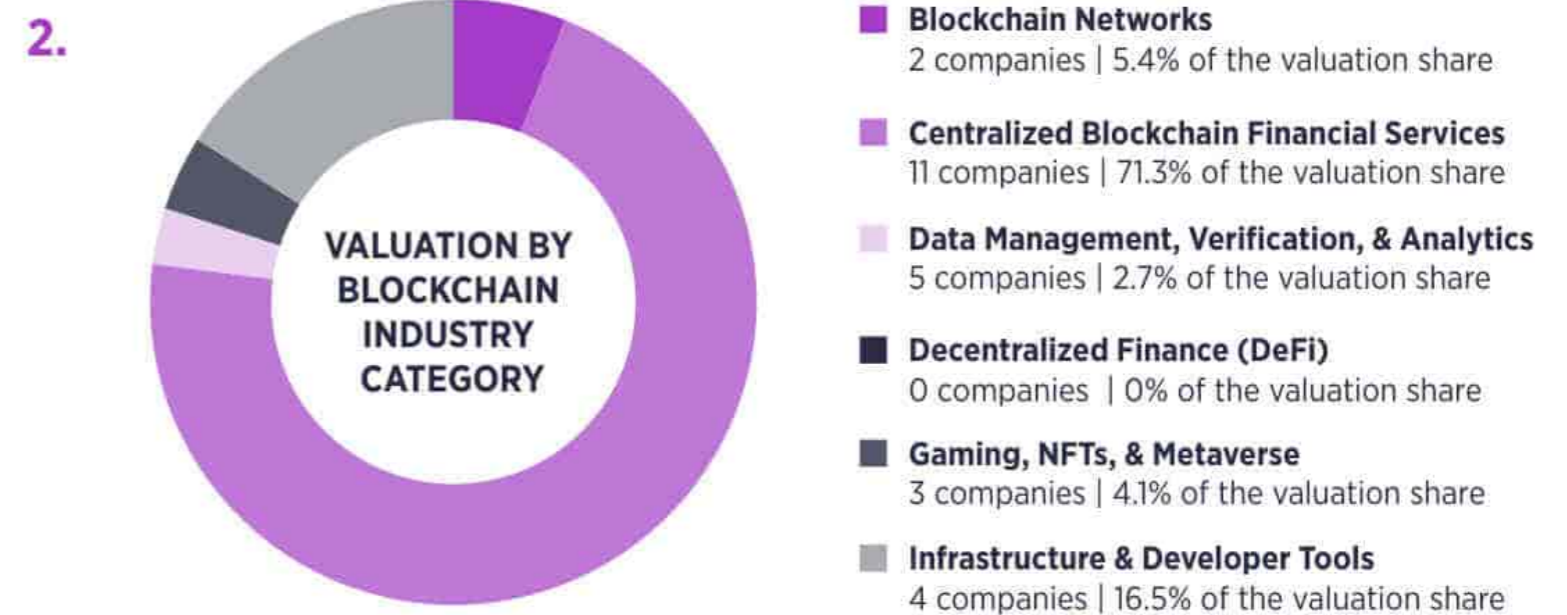 2.
VALUATION BY
BLOCKCHAIN
INDUSTRY
CATEGORY
Blockchain Networks
2 companies | 5.4% of the valuation share
Centralized Blockchain Financial Services
11 companies | 71.3% of the valuation share
Data Management, Verification, & Analytics
5 companies | 2.7% of the valuation share
Decentralized Finance (DeFi)
0 companies | 0% of the valuation share
Gaming, NFTs, & Metaverse
3 companies | 4.1% of the valuation share
Infrastructure & Developer Tools
4 companies | 16.5% of the valuation share